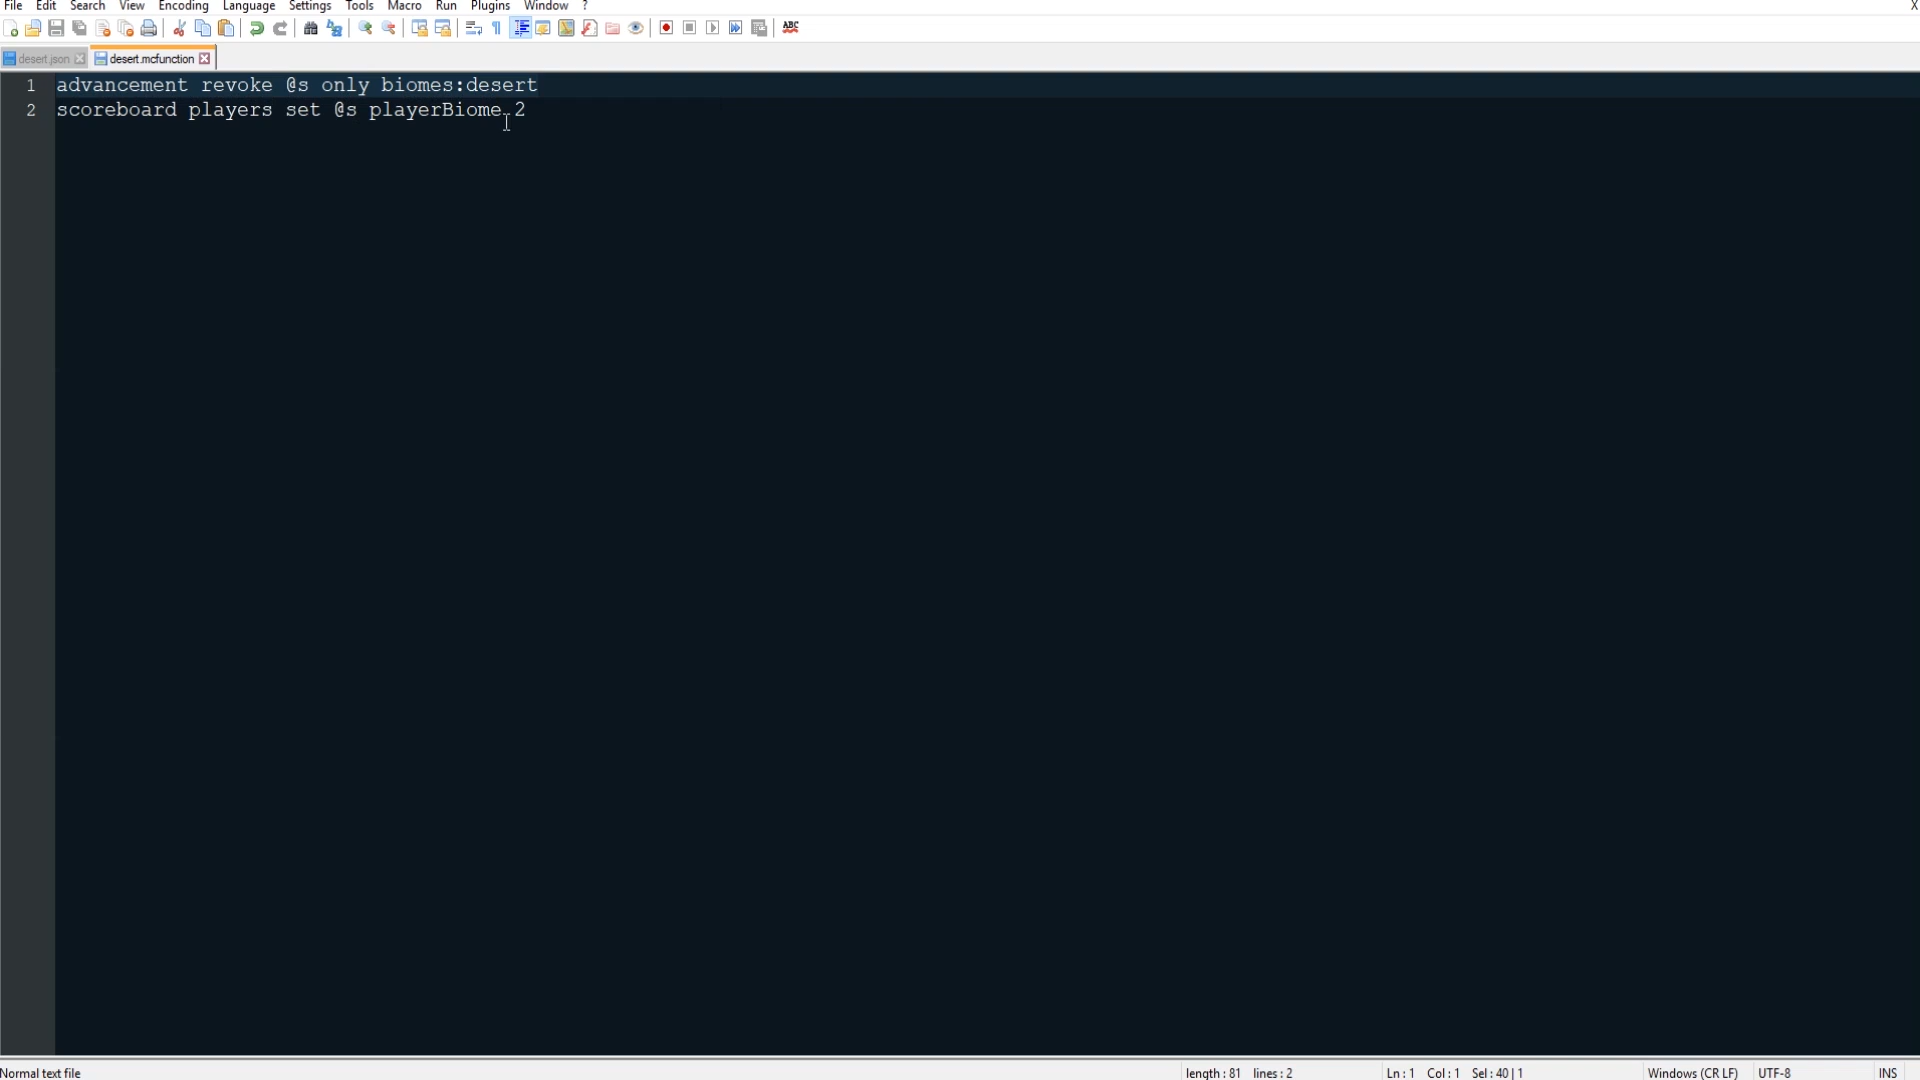 File Edit Search View Encoding Language Settings Tools Macro Run Plugins Window ? X
ABC
desert.json desert.mcfunction
1 advancement revoke @s only biomes:desert
2 scoreboard players set @s playerBiome 2
Normal text file length : 81 lines : 2 Ln : 1 Col : 1 Sel : 40 | 1 Windows (CR LF) UTF-8 INS